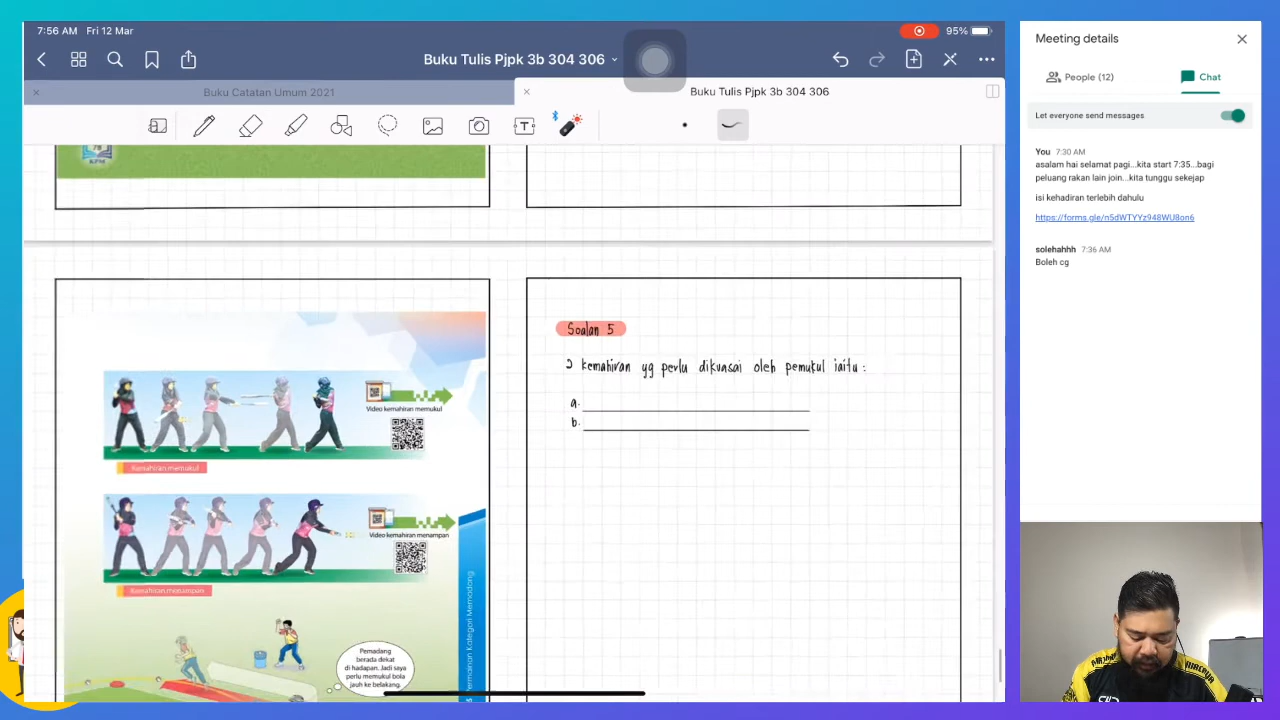 7:56 AM Fri 12 Mar
95%
Buku Tulis Pjpk 3b 304 306
Buku Catatan Umum 2021
Buku Tulis Pjpk 3b 304 306
Video kemahiran memukul
Kemahiran memukul
Video kemahiran menampan
Kemahiran menampan
Pemadang
berada dekat
di hadapan. Jadi saya
perlu memukul bola
jauh ke belakang.
Permainan Kategori Memadang
Soalan 5
2 kemahiran yg perlu dikuasai oleh pemukul iaitu :
a.
b.
Meeting details
People (12)
Chat
Let everyone send messages
You 7:30 AM
asalam hai selamat pagi...kita start 7:35...bagi
peluang rakan lain join...kita tunggu sekejap
isi kehadiran terlebih dahulu
https://forms.gle/n5dWTYYz948WU8on6
solehahhh 7:36 AM
Boleh cg